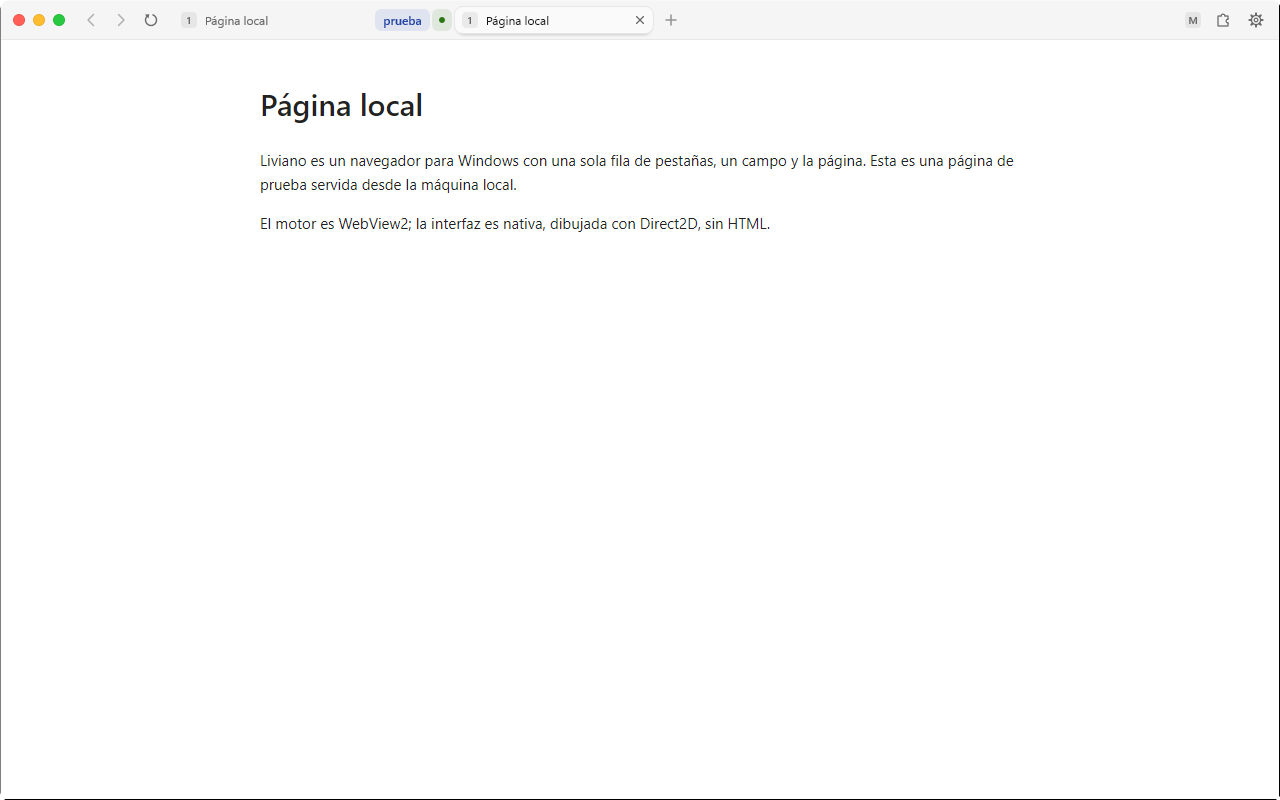 1 Página local prueba 1 Página local M
Página local
Liviano es un navegador para Windows con una sola fila de pestañas, un campo y la página. Esta es una página de
prueba servida desde la máquina local.
El motor es WebView2; la interfaz es nativa, dibujada con Direct2D, sin HTML.